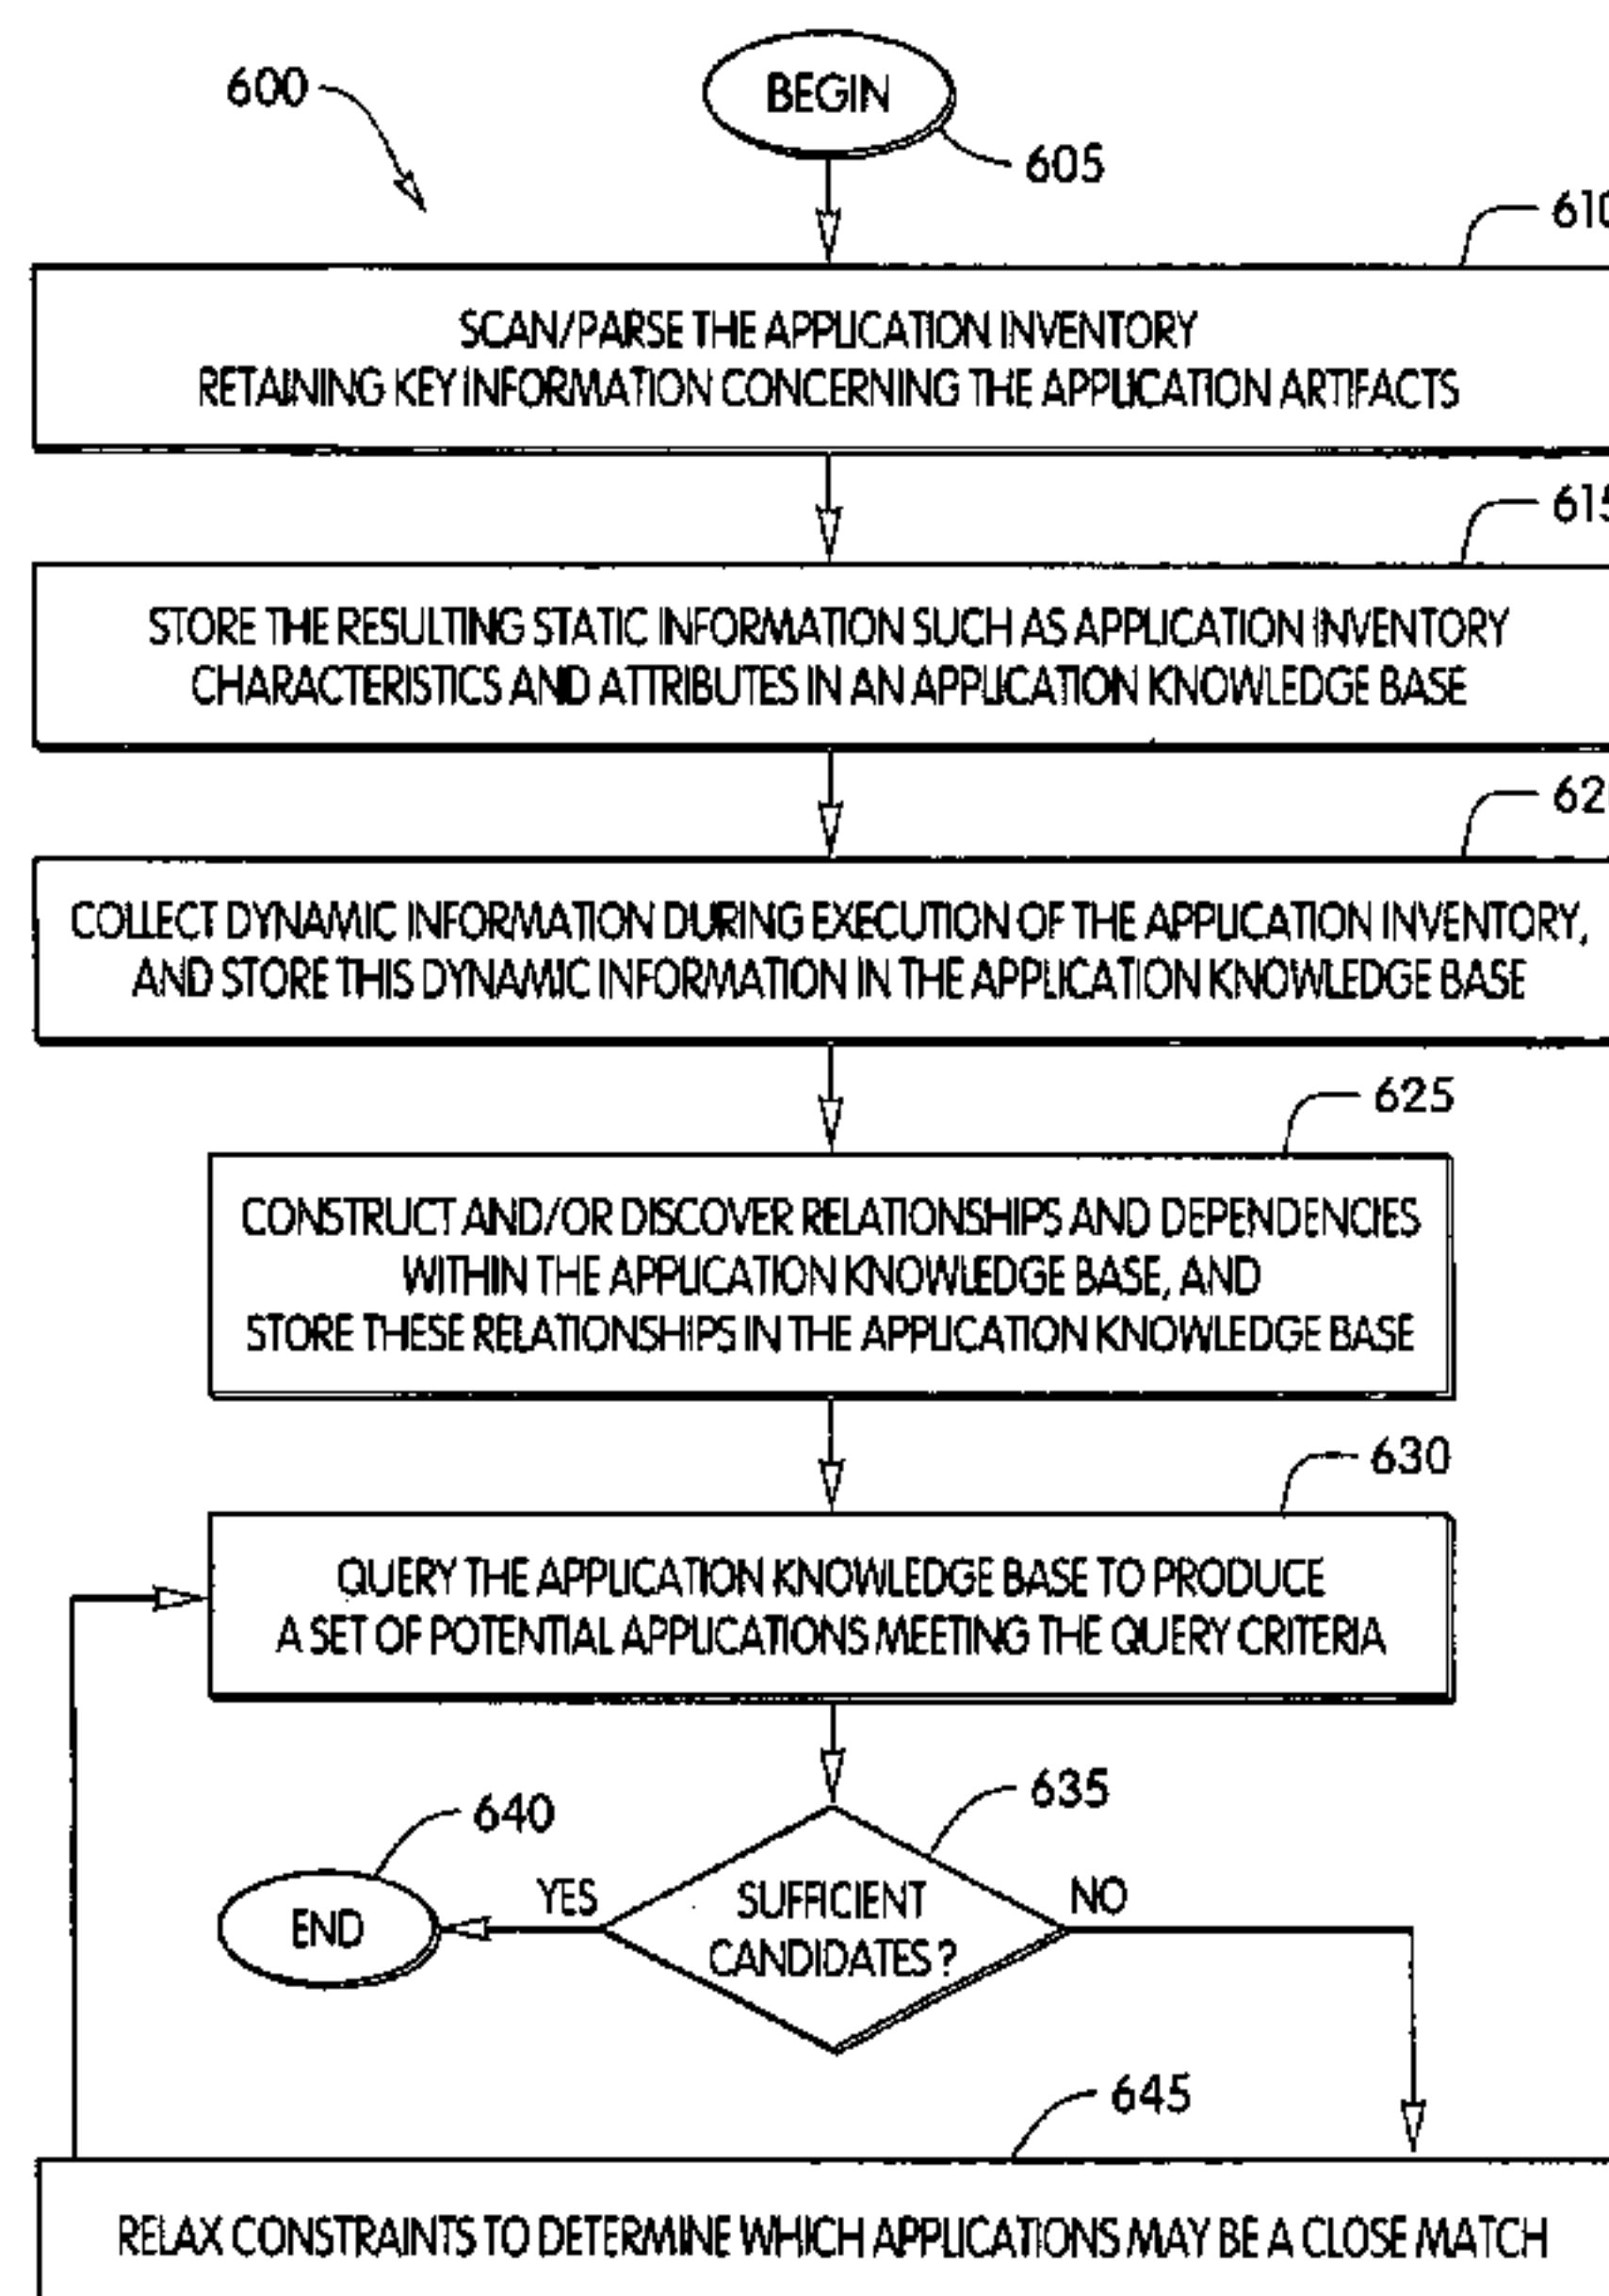 600
BEGIN
605
610
SCAN/PARSE THE APPLICATION INVENTORY
RETAINING KEY INFORMATION CONCERNING THE APPLICATION ARTIFACTS
615
STORE THE RESULTING STATIC INFORMATION SUCH AS APPLICATION INVENTORY
CHARACTERISTICS AND ATTRIBUTES IN AN APPLICATION KNOWLEDGE BASE
62
COLLECT DYNAMIC INFORMATION DURING EXECUTION OF THE APPLICATION INVENTORY,
AND STORE THIS DYNAMIC INFORMATION IN THE APPLICATION KNOWLEDGE BASE
625
CONSTRUCT AND/OR DISCOVER RELATIONSHIPS AND DEPENDENCIES
WITHIN THE APPLICATION KNOWLEDGE BASE, AND
STORE THESE RELATIONSHIPS IN THE APPLICATION KNOWLEDGE BASE
630
QUERY THE APPLICATION KNOWLEDGE BASE TO PRODUCE
A SET OF POTENTIAL APPLICATIONS MEETING THE QUERY CRITERIA
635
640
YES
SUFFICIENT
CANDIDATES?
NO
END
645
RELAX CONSTRAINTS TO DETERMINE WHICH APPLICATIONS MAY BE A CLOSE MATCH